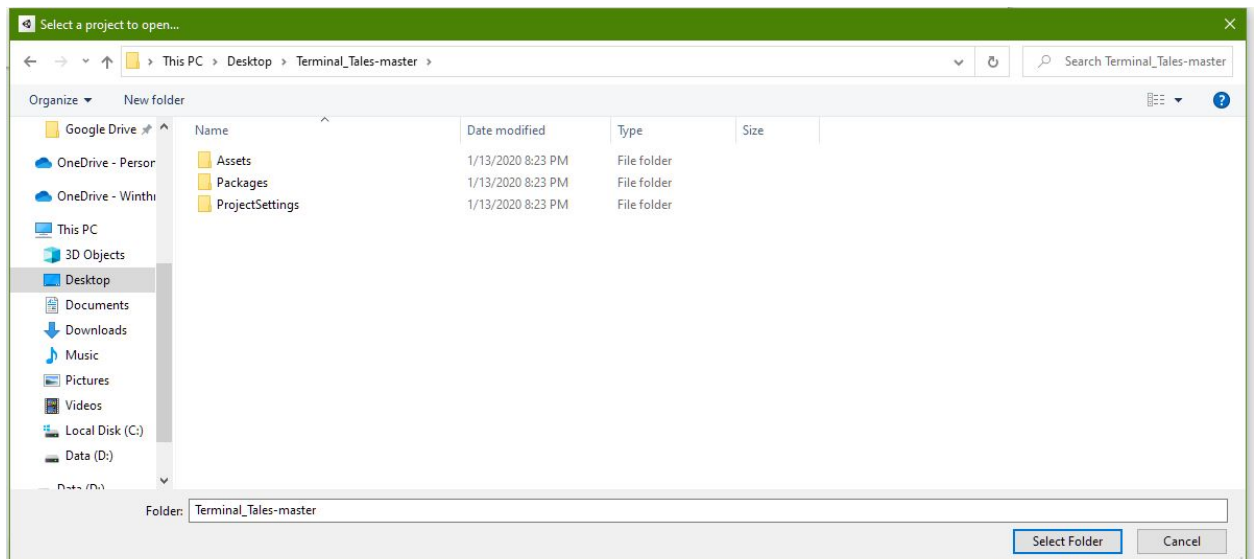 Select a project to open...
This PC > Desktop > Terminal_Tales-master >
Search Terminal_Tales-master
Organize
New folder
Name
Date modified
Type
Size
Google Drive
OneDrive - Person
OneDrive - Winthr
This PC
3D Objects
Desktop
Documents
Downloads
Music
Pictures
Videos
Local Disk (C:)
Data (D:)
Data (D:)
Assets 1/13/2020 8:23 PM File folder
Packages 1/13/2020 8:23 PM File folder
ProjectSettings 1/13/2020 8:23 PM File folder
Folder: Terminal_Tales-master
Select Folder
Cancel